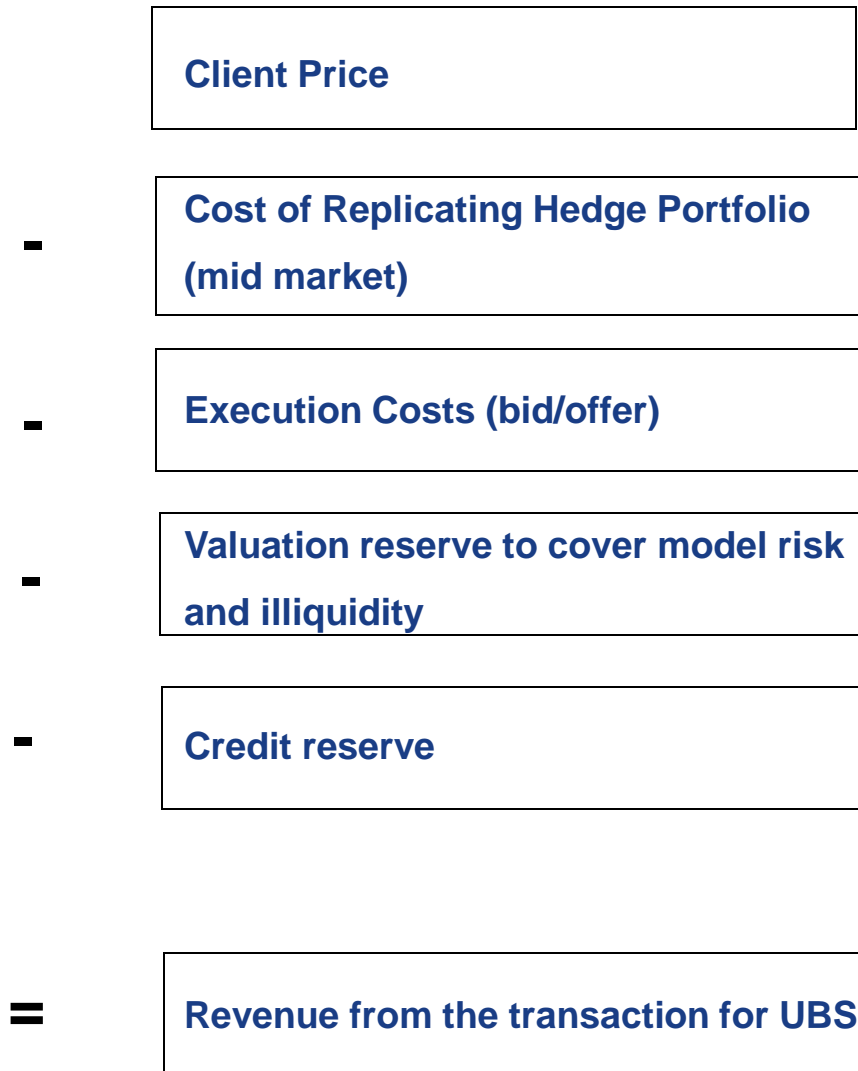 Client Price
-
Cost of Replicating Hedge Portfolio
(mid market)
-
Execution Costs (bid/offer)
-
Valuation reserve to cover model risk
and illiquidity
-
Credit reserve
=
Revenue from the transaction for UBS